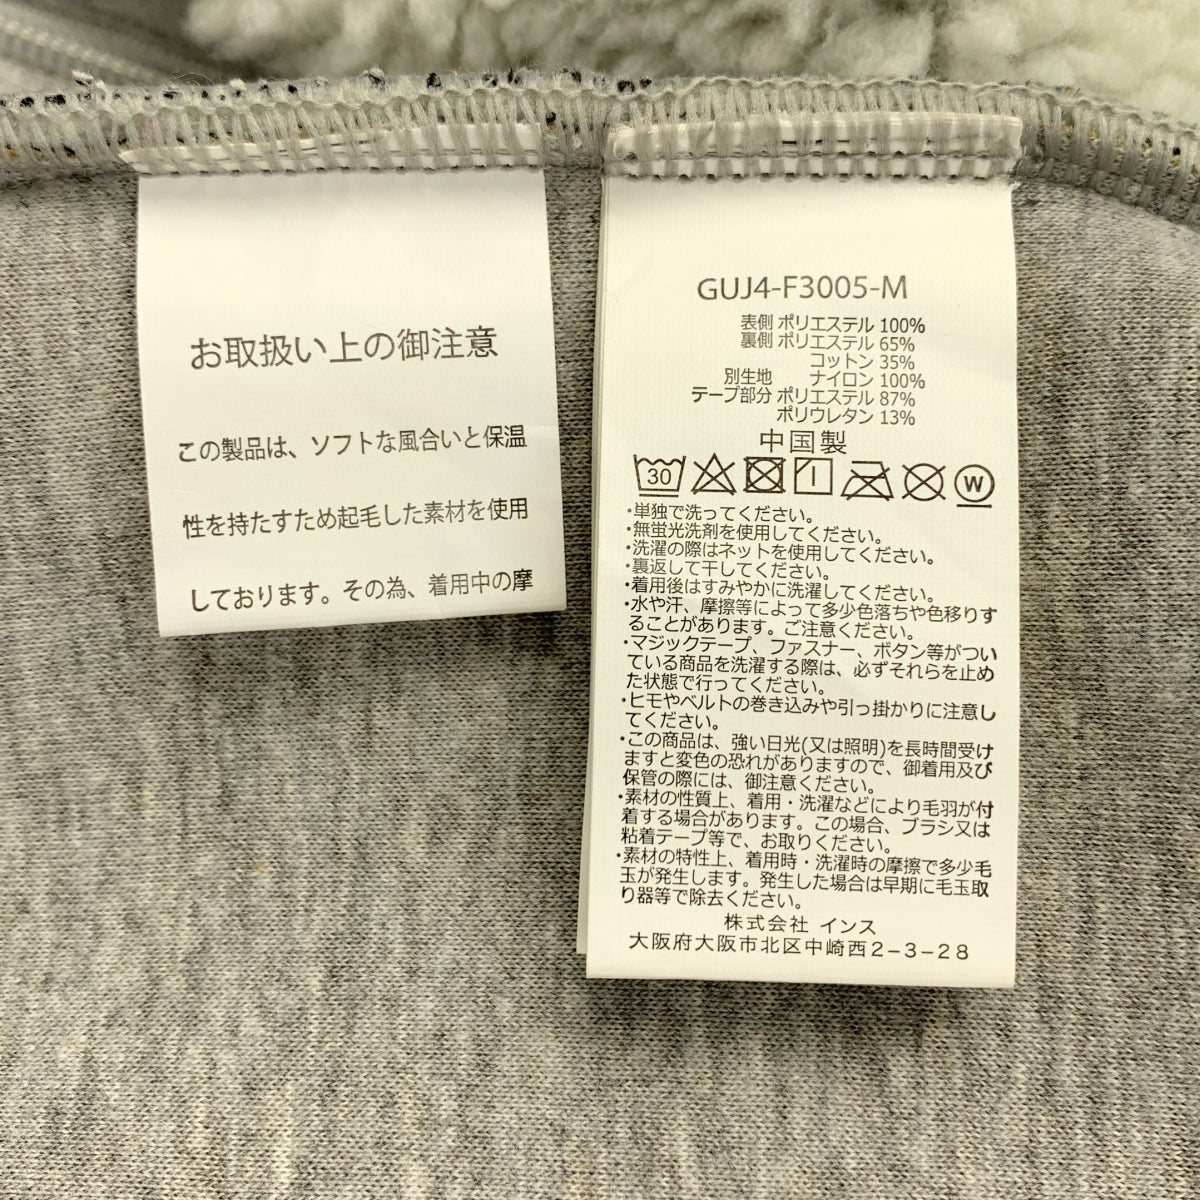 お取扱い上の御注意
この製品は、ソフトな風合いと保温
性を持たすため起毛した素材を使用
しております。その為、着用中の摩
GUJ4-F3005-M
表側 ポリエステル 100%
裏側 ポリエステル 65%
コットン 35%
別生地 ナイロン 100%
テープ部分 ポリエステル 87%
ポリウレタン 13%
中国製
30 W
・単独で洗ってください。
・無蛍光洗剤を使用してください。
・洗濯の際はネットを使用してください。
・裏返して干してください。
・着用後はすみやかに洗濯してください。
・水や汗、摩擦等によって多少色落ちや色移りす
ることがあります。ご注意ください。
・マジックテープ、ファスナー、ボタン等がつい
ている商品を洗濯する際は、必ずそれらを止め
た状態で行ってください。
・ヒモやベルトの巻き込みや引っ掛かりに注意し
てください。
・この商品は、強い日光(又は照明)を長時間受け
ますと変色の恐れがありますので、御着用及び
保管の際には、御注意ください。
・素材の性質上、着用・洗濯などにより毛羽が付
着する場合があります。この場合、ブラシ又は
粘着テープ等で、お取りください。
・素材の特性上、着用時・洗濯時の摩擦で多少毛
玉が発生します。発生した場合は早期に毛玉取
り器等で除去ください。
株式会社 インス
大阪府大阪市北区中崎西2-3-28